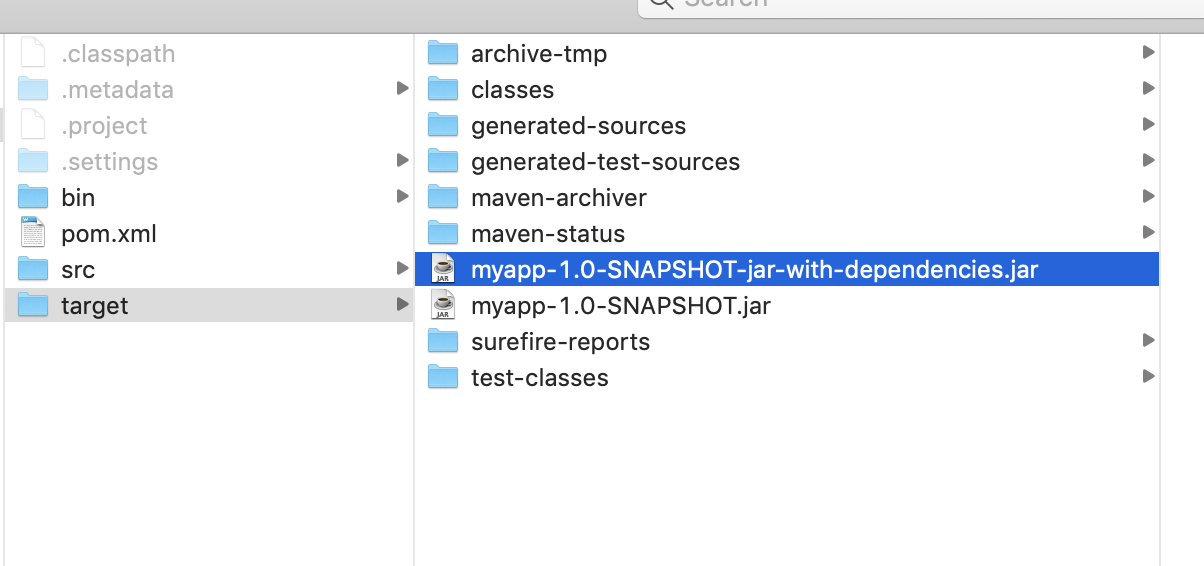 Search
.classpath
.metadata
.project
.settings
bin
pom.xml
src
target
archive-tmp
classes
generated-sources
generated-test-sources
maven-archiver
maven-status
myapp-1.0-SNAPSHOT-jar-with-dependencies.jar
JAR
myapp-1.0-SNAPSHOT.jar
JAR
surefire-reports
test-classes